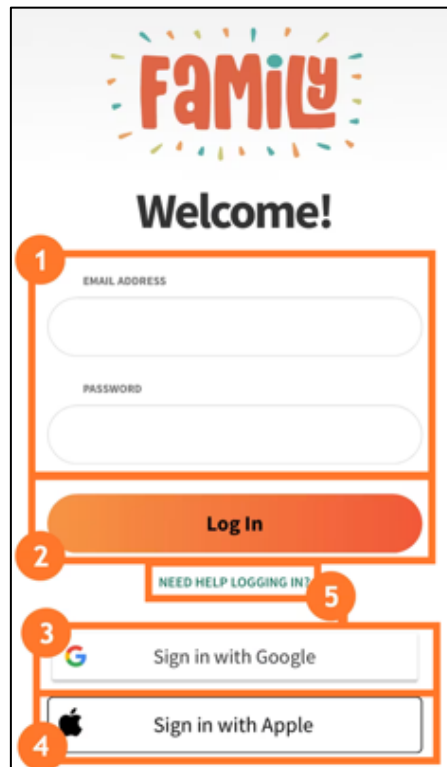 FaMiLY
Welcome!
1
EMAIL ADDRESS
PASSWORD
Log In
2
NEED HELP LOGGING IN?
5
3
G
Sign in with Google
Sign in with Apple
4